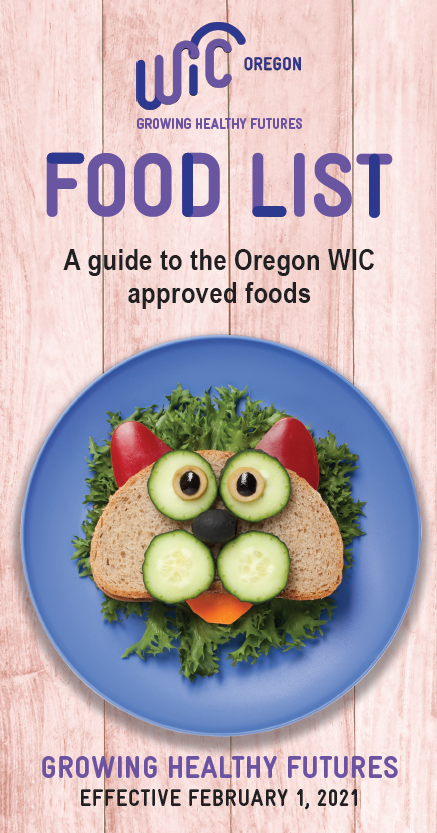 WIC OREGON
GROWING HEALTHY FUTURES
FOOD LIST
A guide to the Oregon WIC
approved foods
GROWING HEALTHY FUTURES
EFFECTIVE FEBRUARY 1, 2021